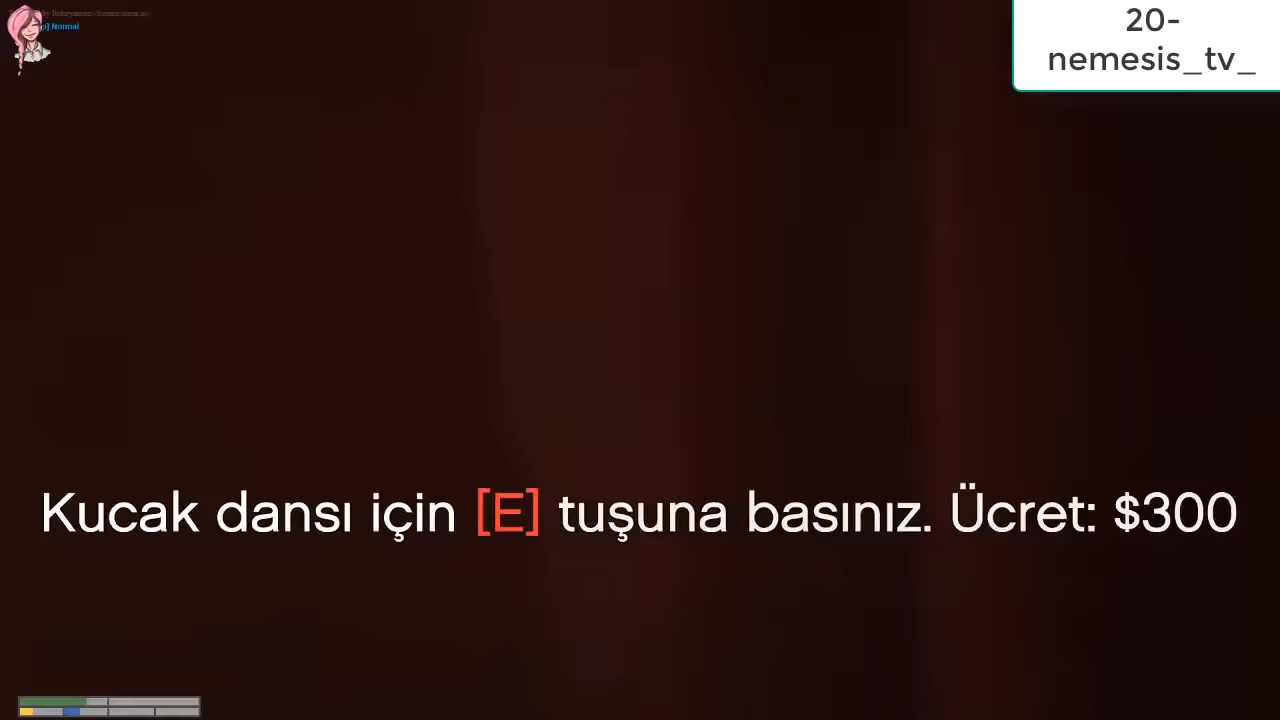 Normal
20-
nemesis_tv_
Kucak dansı için [E] tuşuna basınız. Ücret: $300